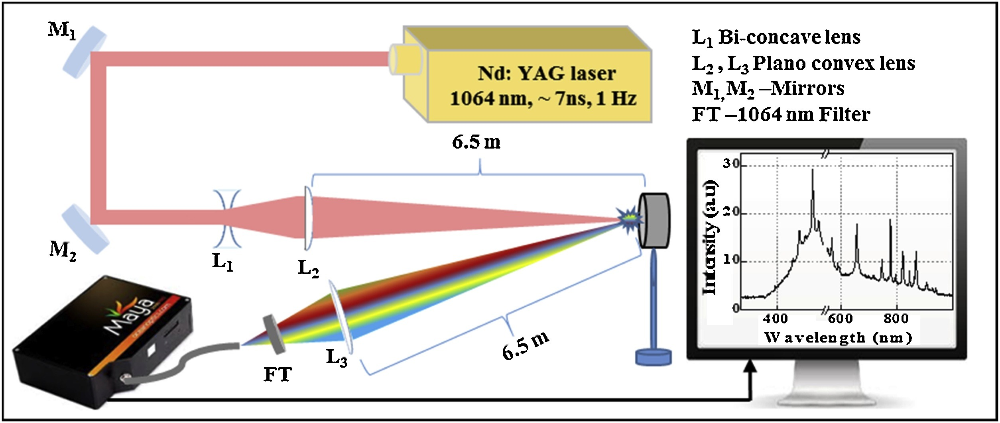 M1
Nd: YAG laser
1064 nm, ~ 7ns, 1 Hz
L1 Bi-concave lens
L2 , L3 Plano convex lens
M1, M2 –Mirrors
FT –1064 nm Filter
6.5 m
M2
L1
L2
L3
FT
6.5 m
Maya
Intensity (a.u)
30
20
10
0
400
600
800
Wavelength (nm)